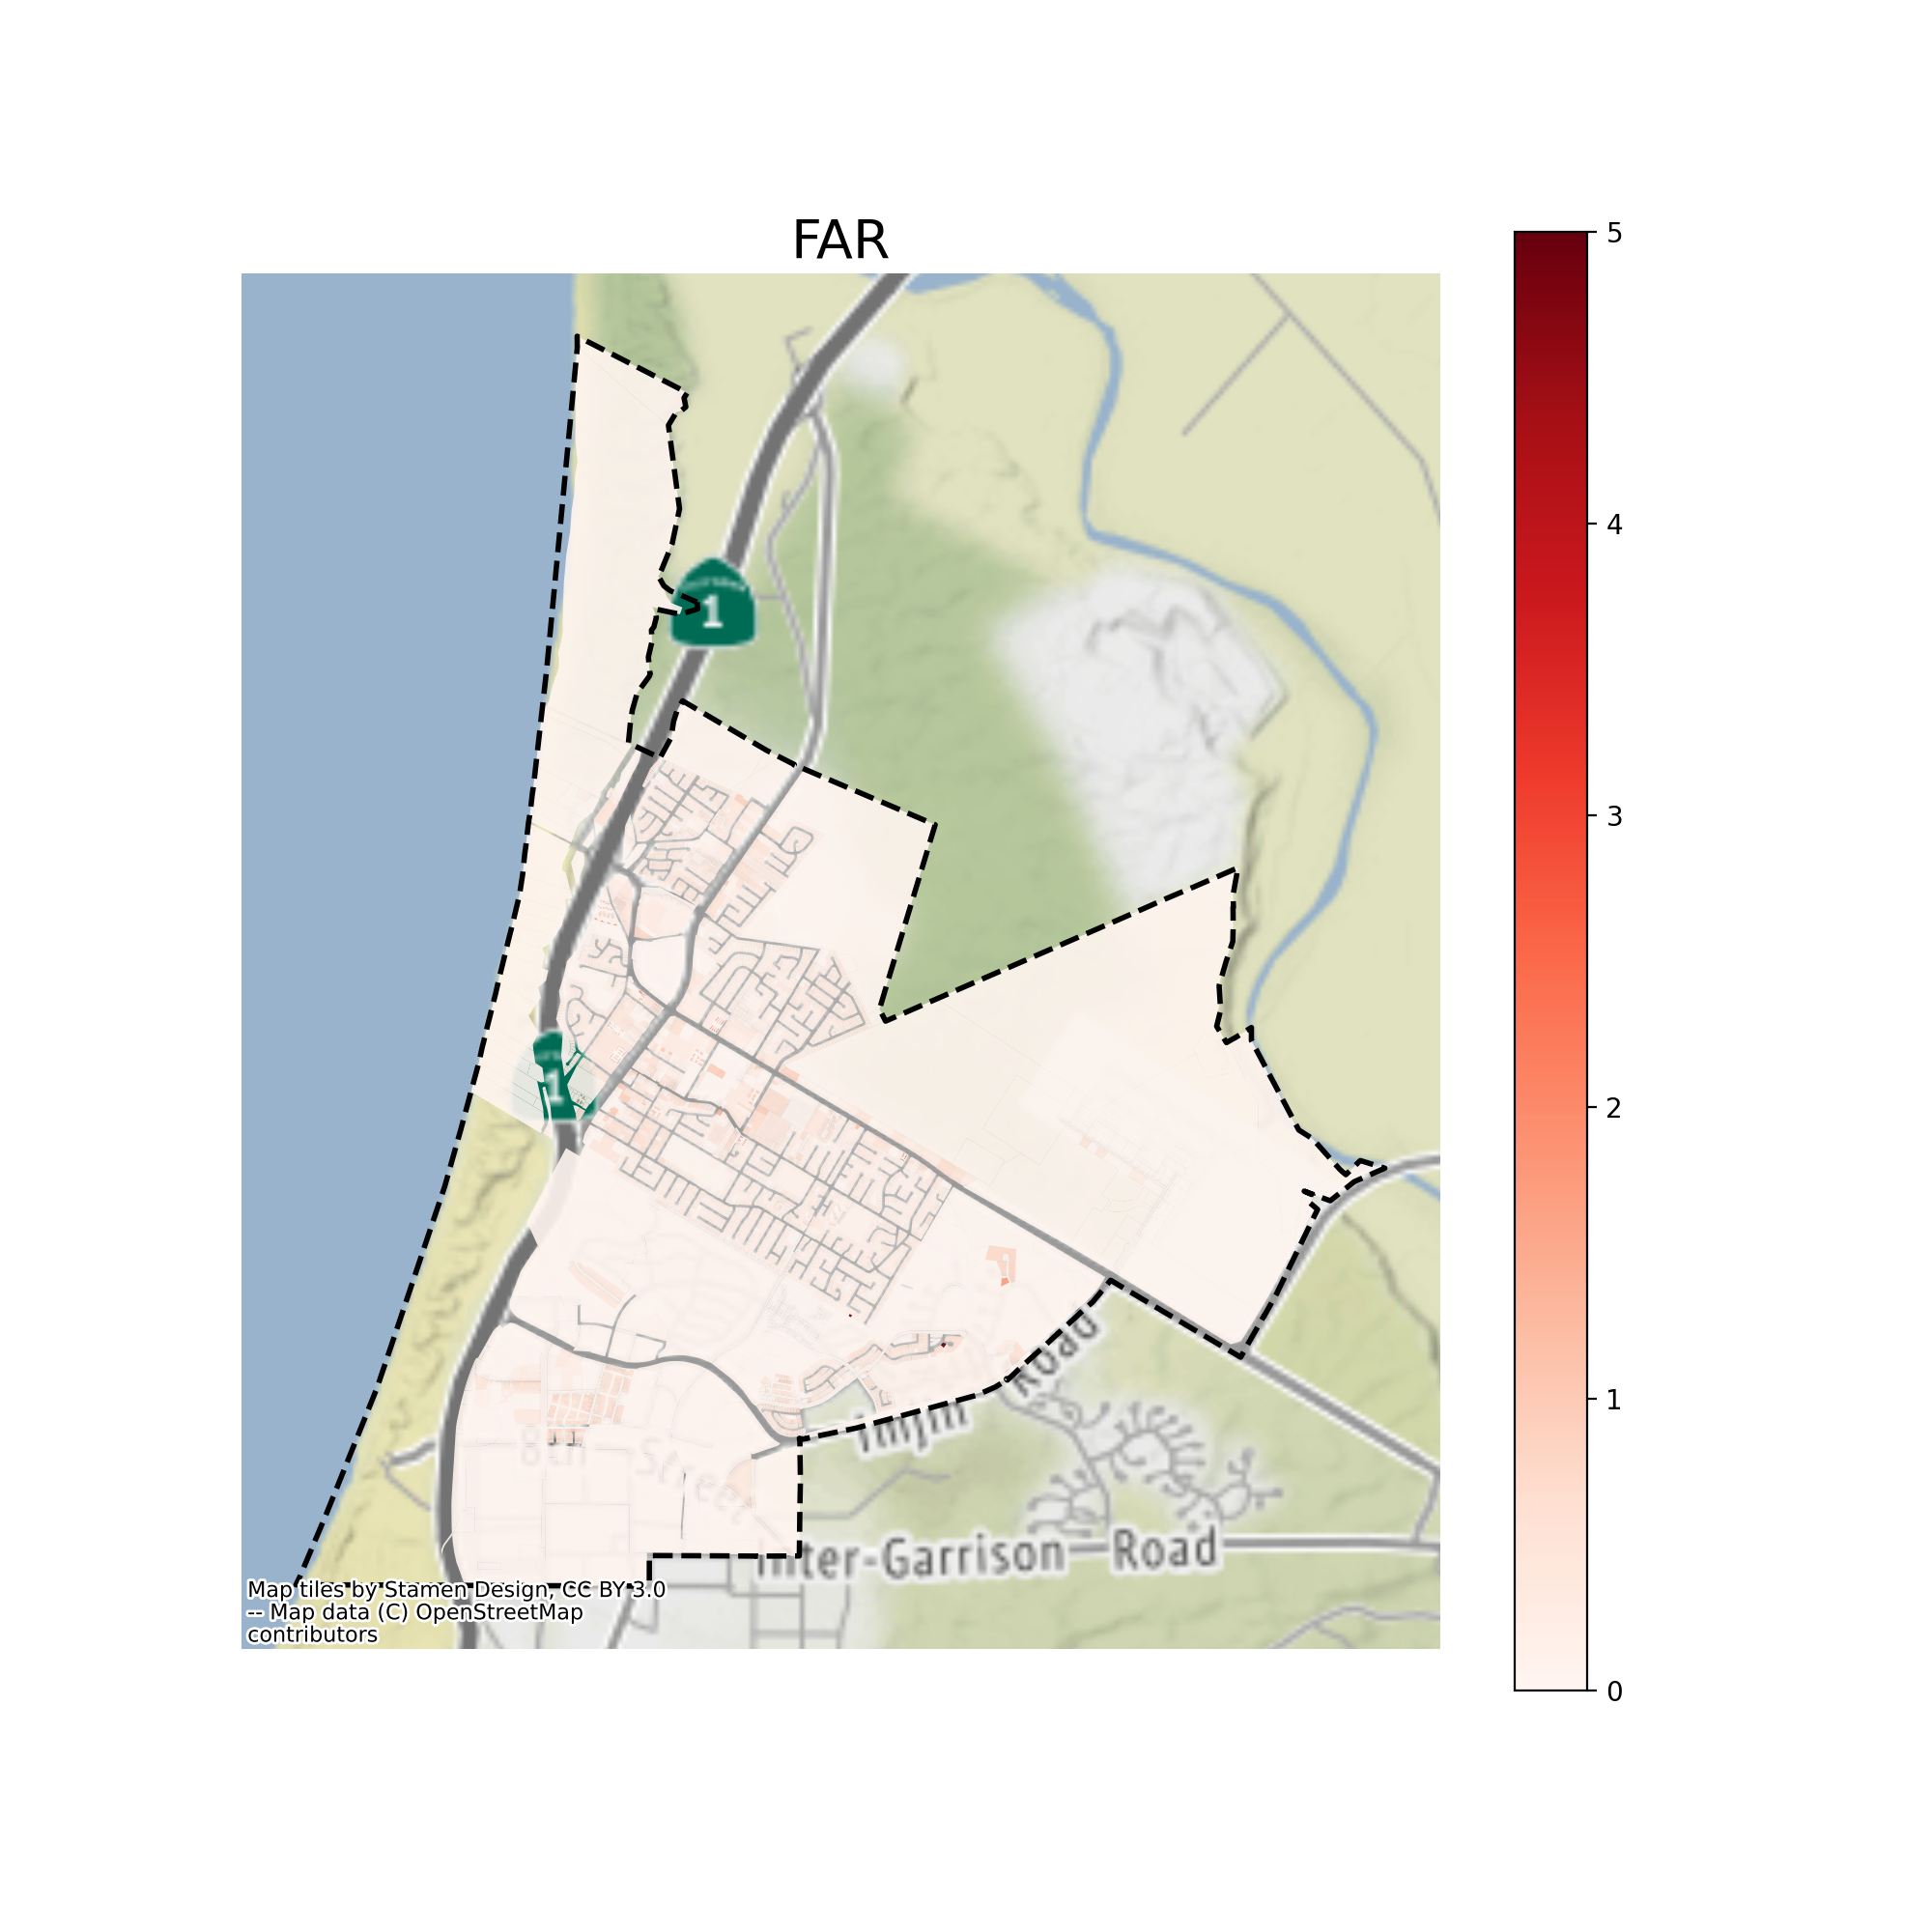 FAR
5
4
3
2
1
0
1
1
Road
Imjin
8th Street
Inter-Garrison Road
Map tiles by Stamen Design, CC BY 3.0
-- Map data (C) OpenStreetMap
contributors